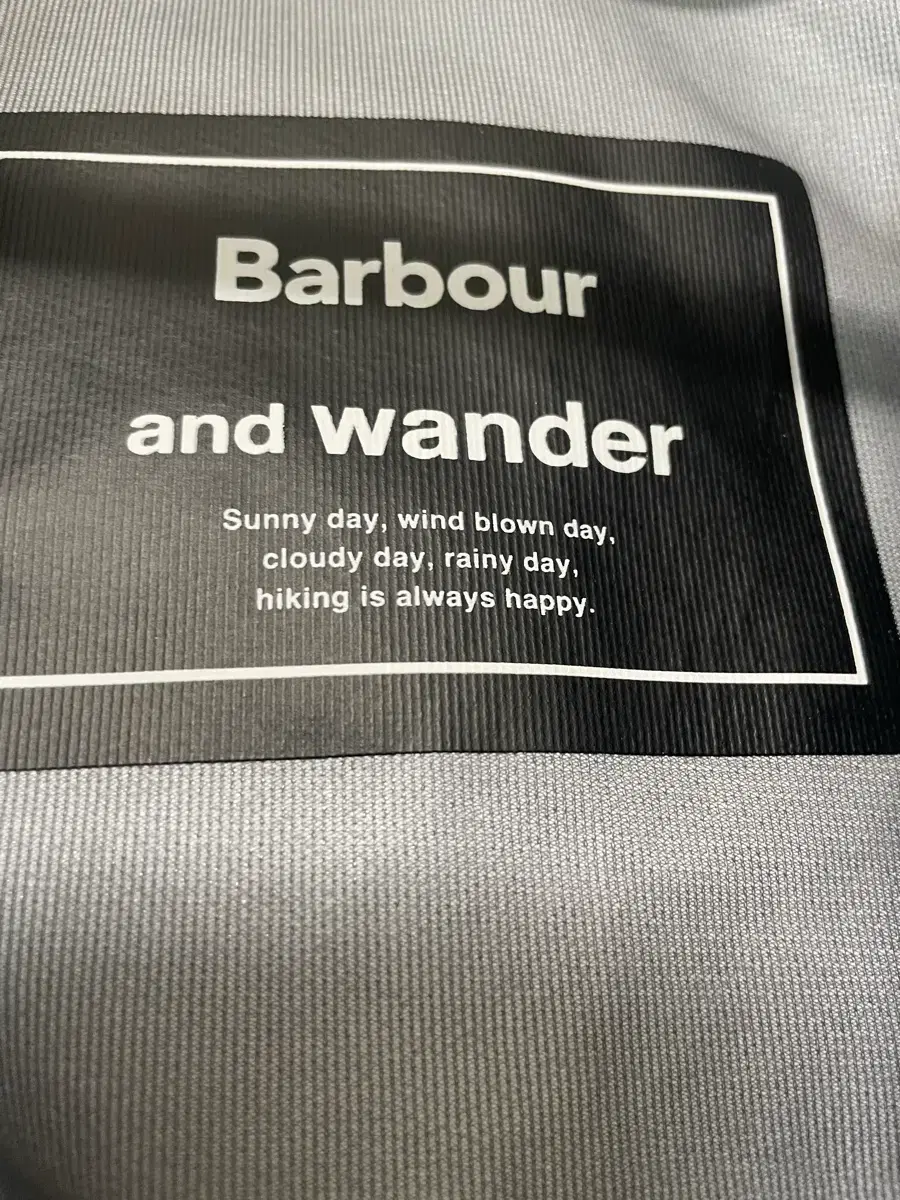 Barbour
and wander
Sunny day, wind blown day,
cloudy day, rainy day,
hiking is always happy.